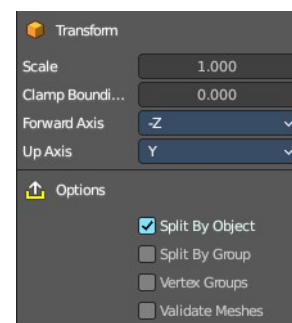 Transform
Scale 1.000
Clamp Boundi... 0.000
Forward Axis -Z
Up Axis Y
Options
Split By Object
Split By Group
Vertex Groups
Validate Meshes